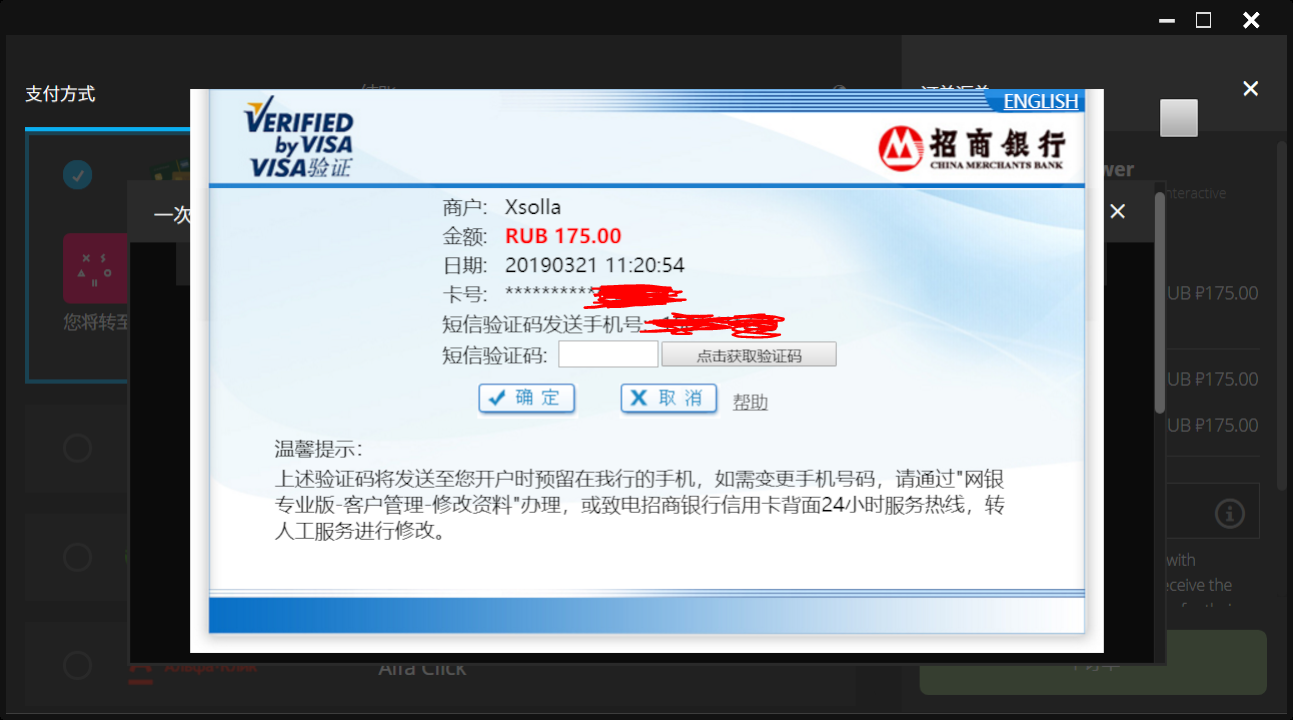 支付方式
VERIFIED
by VISA
VISA验证
ENGLISH
招商银行
CHINA MERCHANTS BANK
商户: Xsolla
金额: RUB 175.00
日期: 20190321 11:20:54
卡号: **********
短信验证码发送手机号
短信验证码: 点击获取验证码
确定 取消 帮助
温馨提示:
上述验证码将发送至您开户时预留在我行的手机，如需变更手机号码，请通过"网银
专业版-客户管理-修改资料"办理，或致电招商银行信用卡背面24小时服务热线，转
人工服务进行修改。
一次
您将转至
Alfa Click
订单汇总
wer
nteractive
UB ₽175.00
UB ₽175.00
UB ₽175.00
with
eceive the